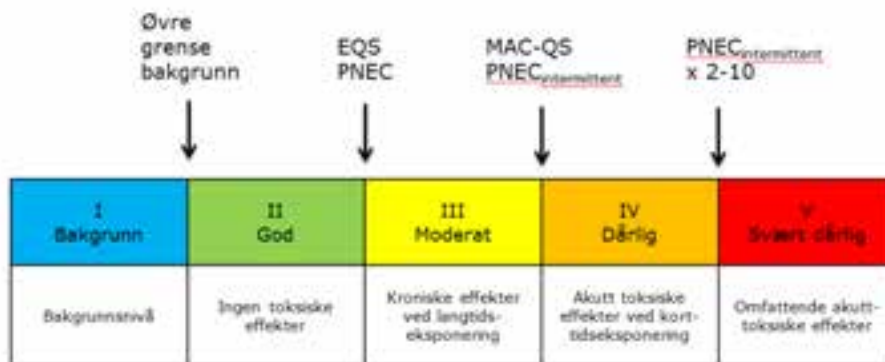 Øvre
grense
bakgrunn
EQS
PNEC
MAC-QS
PNECintermittent
PNECintermittent
x 2-10
I
Bakgrunn
II
God
III
Moderat
IV
Dårlig
V
Svært dårlig
Bakgrunnsnivå
Ingen toksiske
effekter
Kroniske effekter
ved langtids-
eksponering
Akutt toksiske
effekter ved kort-
tidseksponering
Omfattende akutt-
toksiske effekter